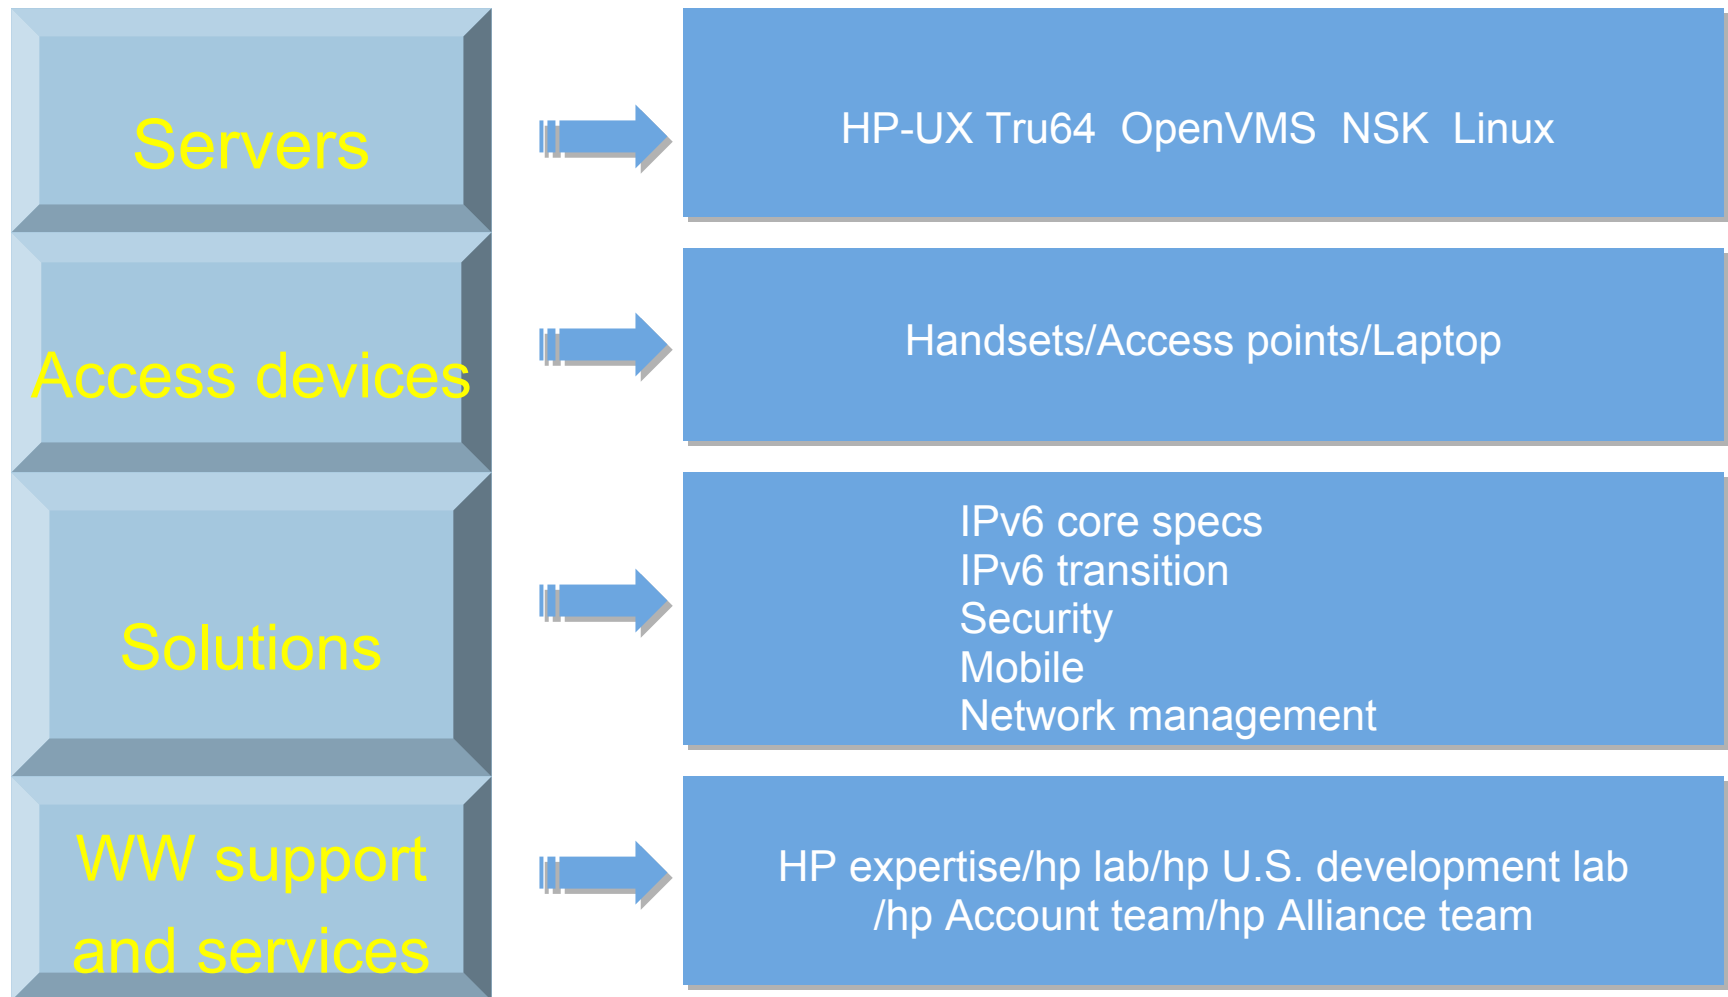 Servers
HP-UX Tru64  OpenVMS  NSK  Linux
Access devices
Handsets/Access points/Laptop
Solutions
IPv6 core specs
IPv6 transition
Security
Mobile
Network management
WW support
and services
HP expertise/hp lab/hp U.S. development lab
/hp Account team/hp Alliance team